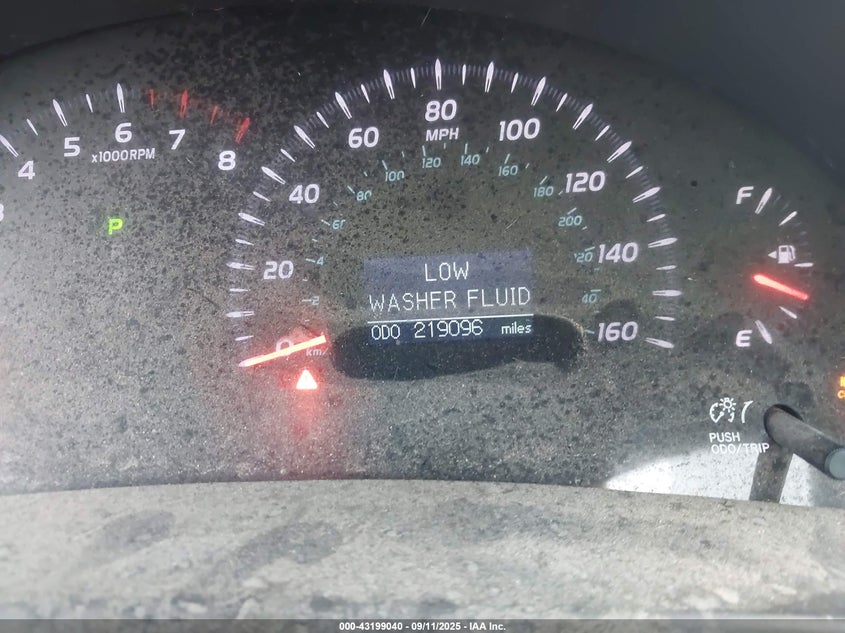 4 5 6 7 8
x1000RPM
P
20 40 60 80 100 120 140 160
MPH
80 100 120 140 160 180 200
km/
LOW
WASHER FLUID
ODO 219096 miles
F
E
PUSH
ODO/TRIP
000-43199040 - 09/11/2025 - IAA Inc.